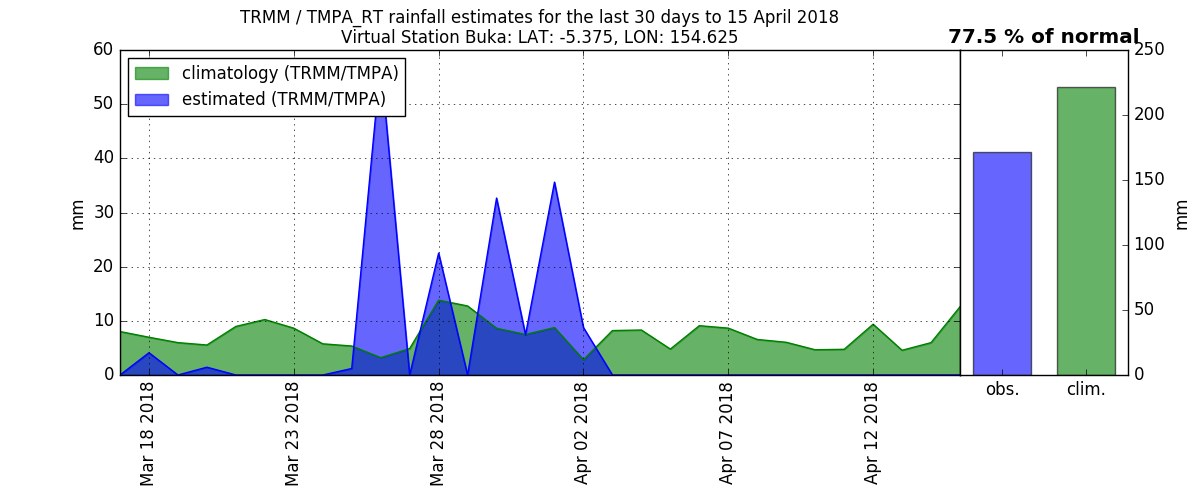 TRMM / TMPA_RT rainfall estimates for the last 30 days to 15 April 2018
Virtual Station Buka: LAT: -5.375, LON: 154.625
77.5 % of normal
climatology (TRMM/TMPA)
estimated (TRMM/TMPA)
60
50
40
30
20
10
0
mm
Mar 18 2018
Mar 23 2018
Mar 28 2018
Apr 02 2018
Apr 07 2018
Apr 12 2018
250
200
150
100
50
0
mm
obs.
clim.